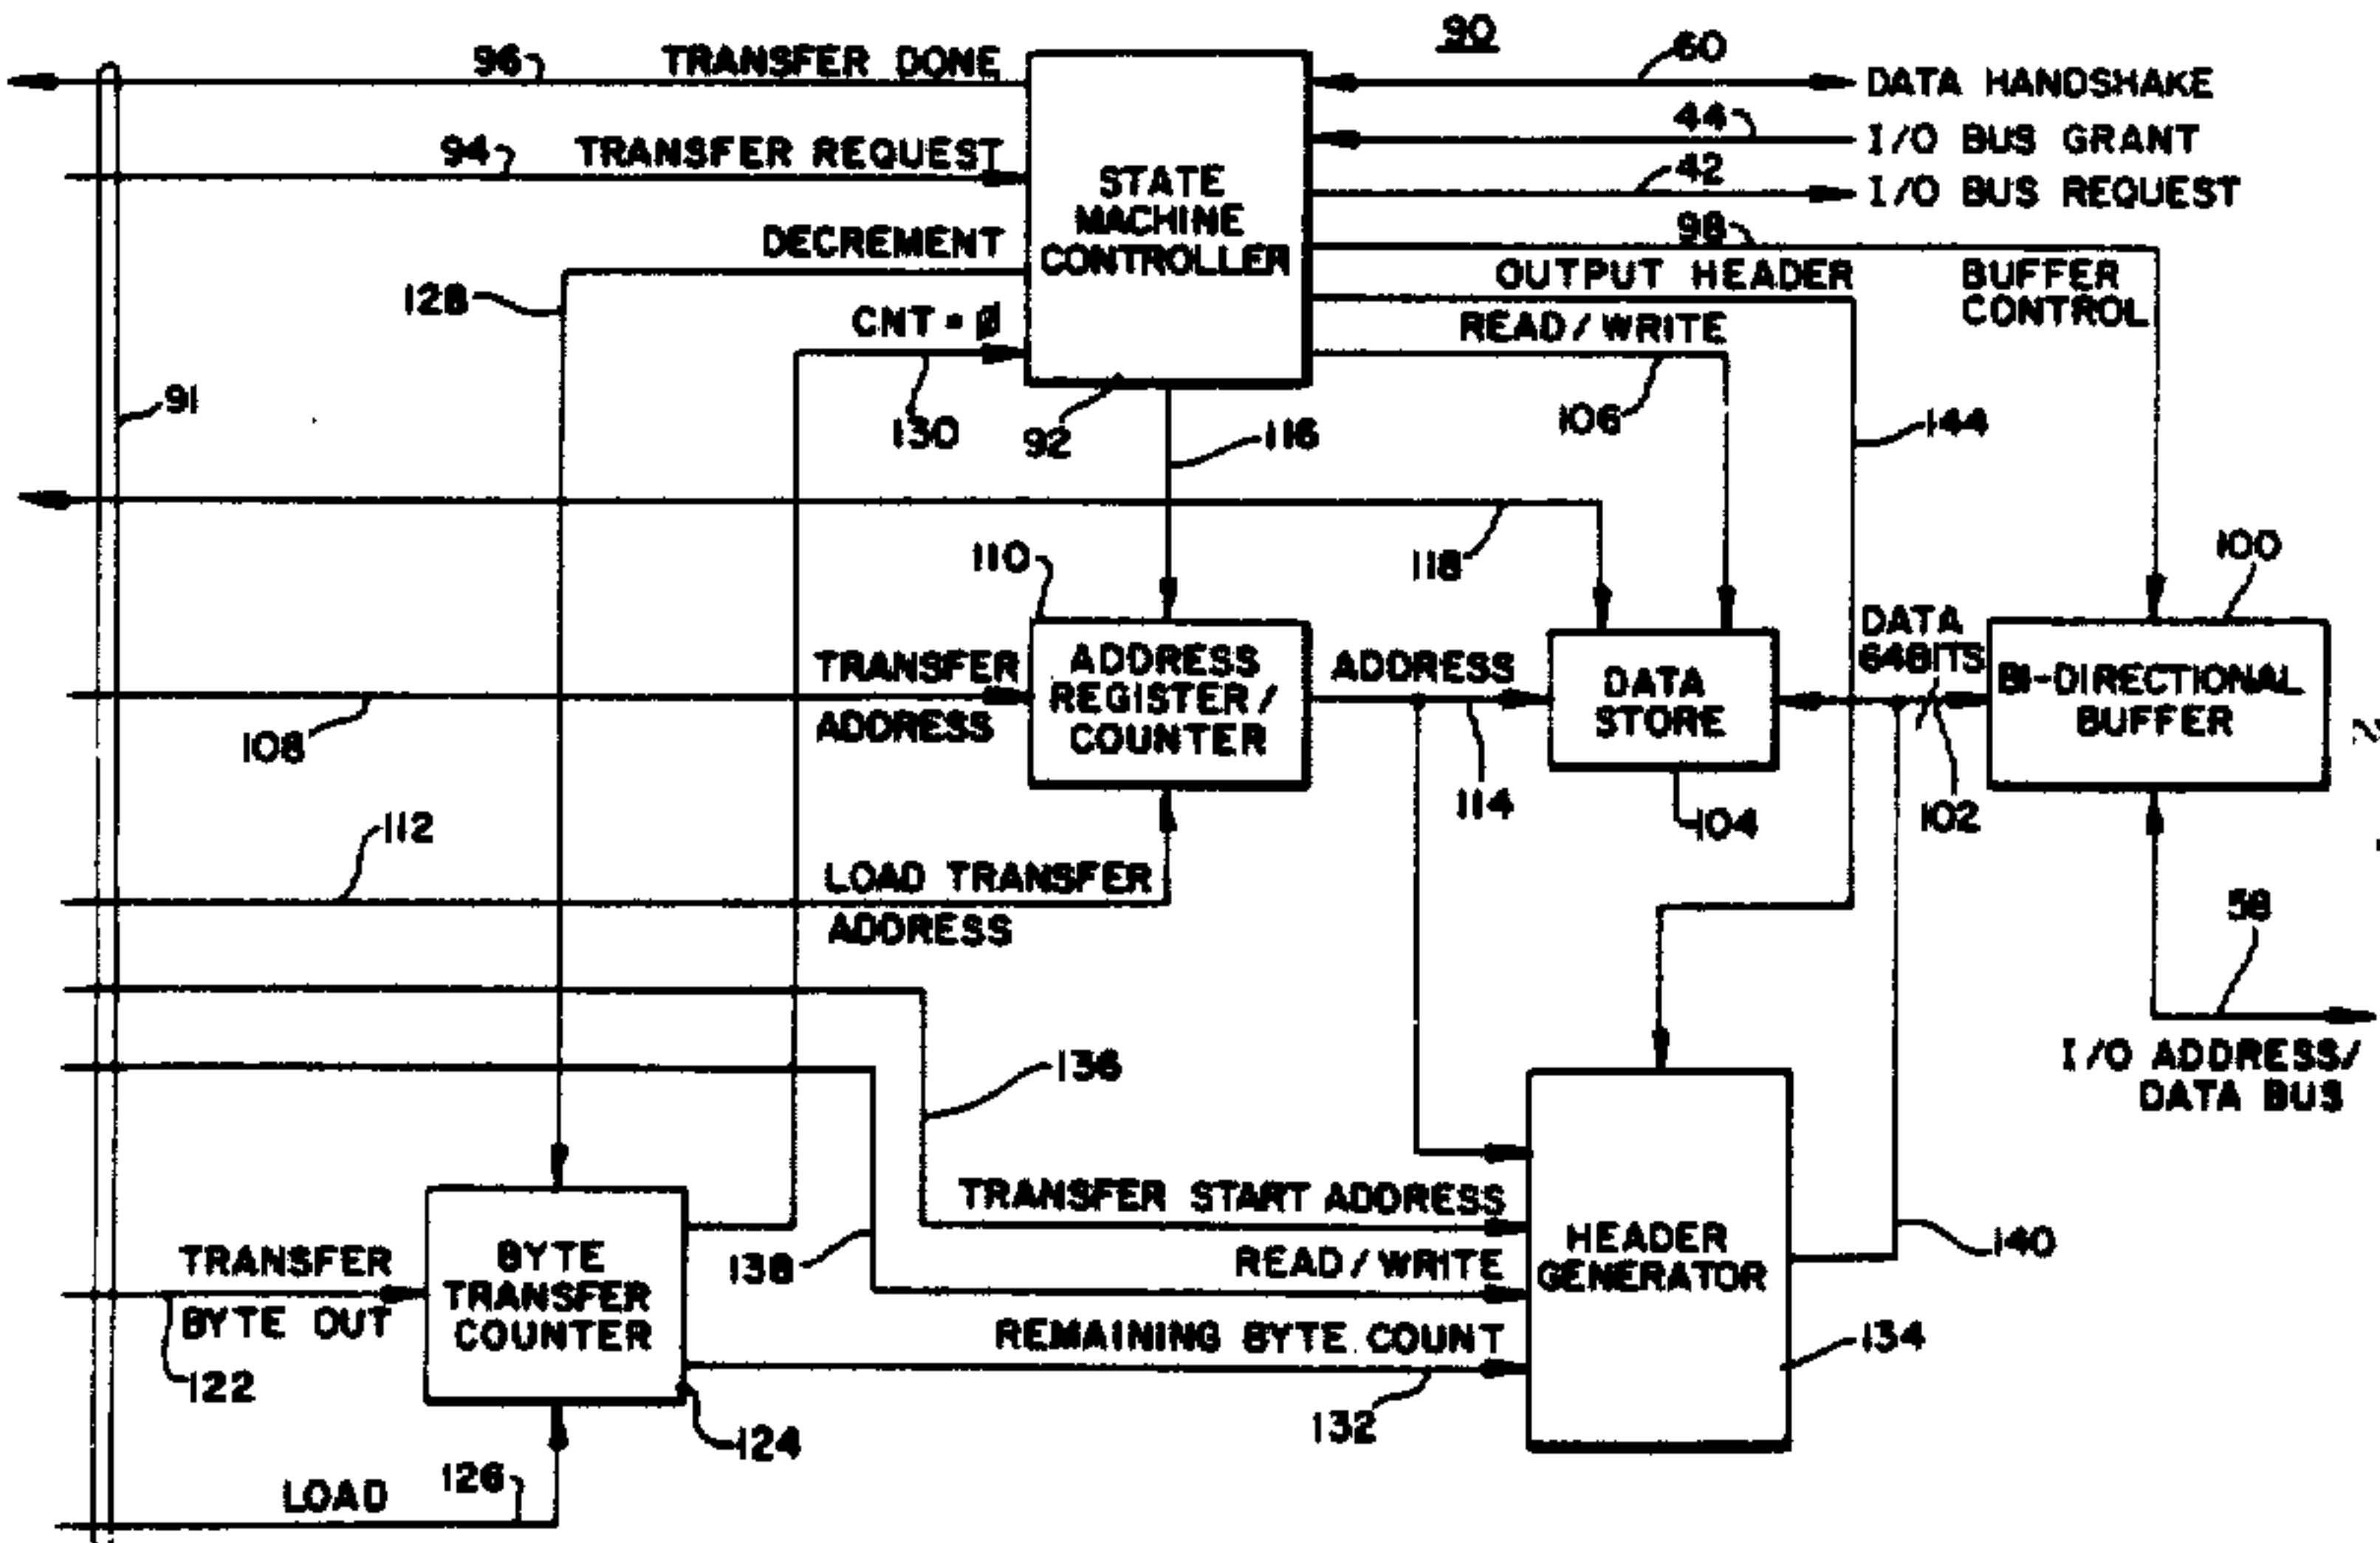 90
96
TRANSFER DONE
60
DATA HANDSHAKE
44
I/O BUS GRANT
94
TRANSFER REQUEST
42
I/O BUS REQUEST
STATE
MACHINE
CONTROLLER
DECREMENT
98
BUFFER
CONTROL
OUTPUT HEADER
128
CNT = Ø
READ/WRITE
91
130
92
116
106
144
118
110
100
TRANSFER
ADDRESS
108
ADDRESS
REGISTER/
COUNTER
ADDRESS
114
DATA
STORE
104
DATA
64BITS
102
BI-DIRECTIONAL
BUFFER
112
LOAD TRANSFER
ADDRESS
58
I/O ADDRESS/
DATA BUS
136
TRANSFER START ADDRESS
138
READ/WRITE
REMAINING BYTE COUNT
132
HEADER
GENERATOR
140
134
TRANSFER
BYTE OUT
122
BYTE
TRANSFER
COUNTER
124
LOAD
126